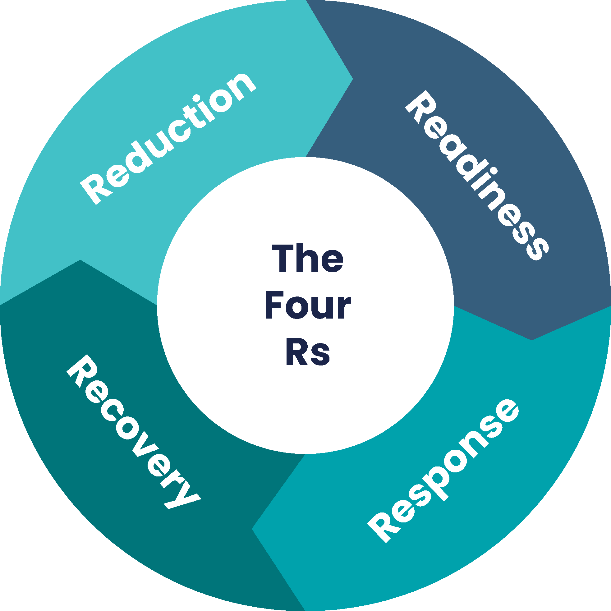 Reduction
Readiness
The
Four
Rs
Recovery
Response